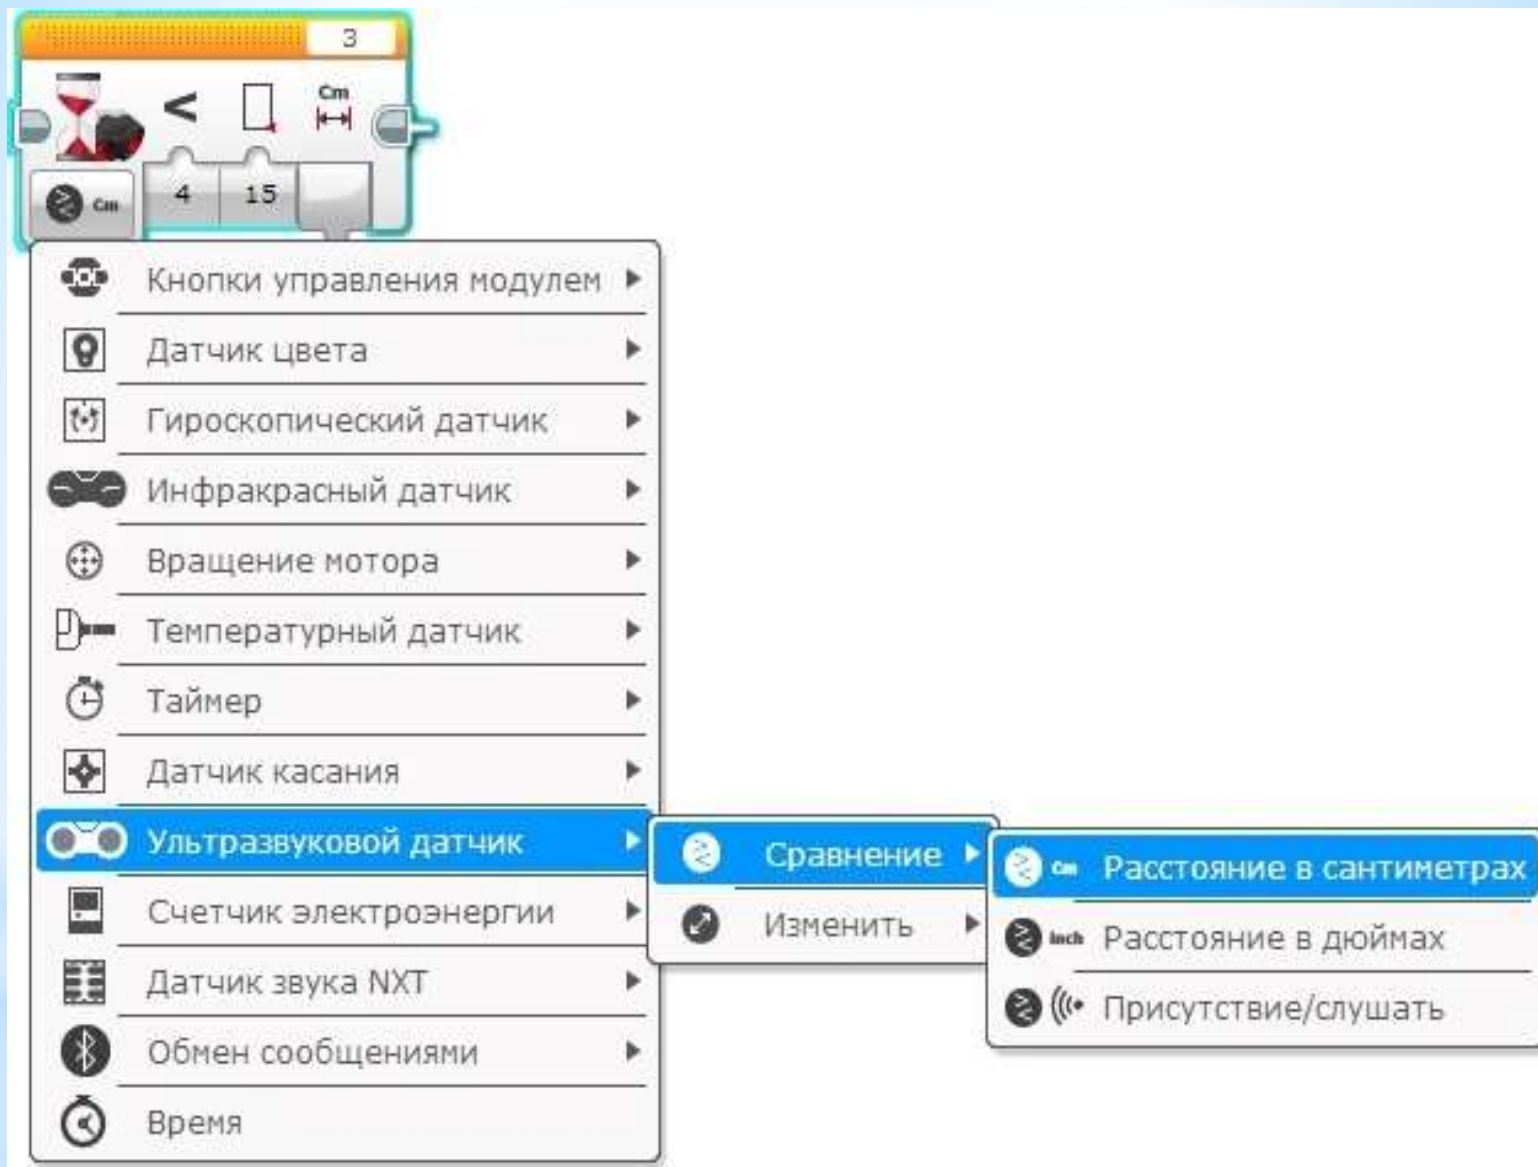 3
<
Cm
Cm
4
15
Кнопки управления модулем
Датчик цвета
Гироскопический датчик
Инфракрасный датчик
Вращение мотора
Температурный датчик
Таймер
Датчик касания
Ультразвуковой датчик
Сравнение
Cm Расстояние в сантиметрах
Счетчик электроэнергии
Изменить
Inch Расстояние в дюймах
Датчик звука NXT
Присутствие/слушать
Обмен сообщениями
Время